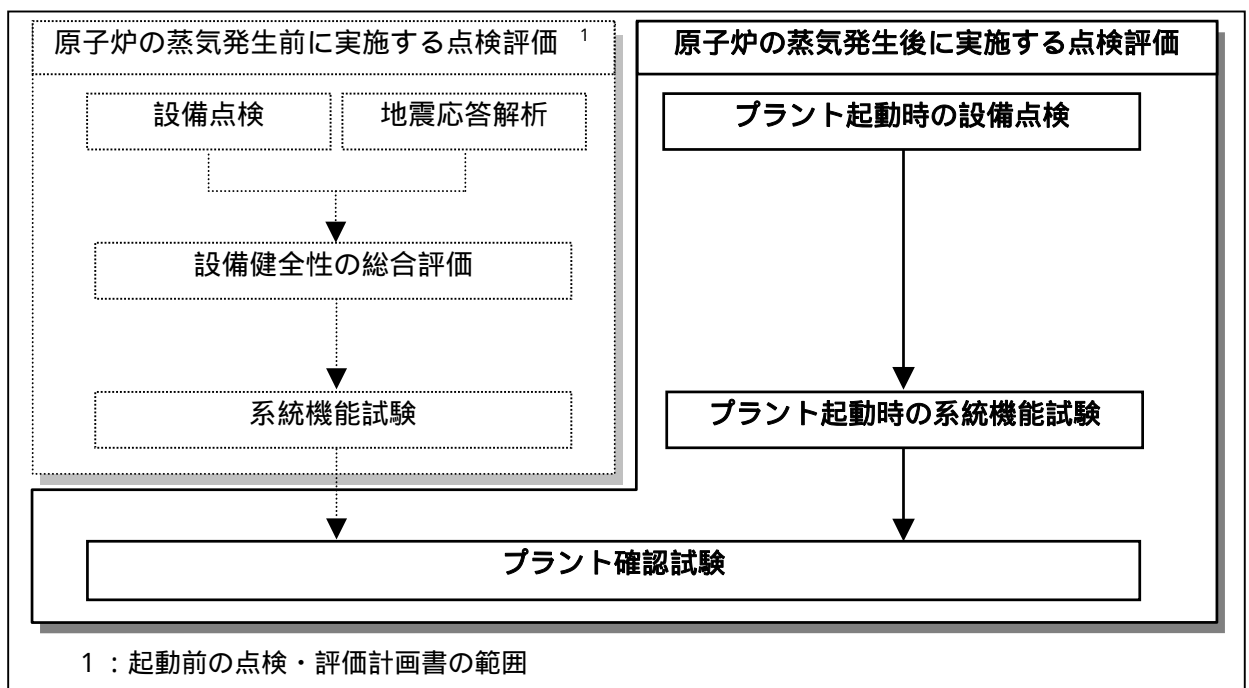 原子炉の蒸気発生前に実施する点検評価 1
設備点検
地震応答解析
設備健全性の総合評価
系統機能試験
原子炉の蒸気発生後に実施する点検評価
プラント起動時の設備点検
プラント起動時の系統機能試験
プラント確認試験
1：起動前の点検・評価計画書の範囲